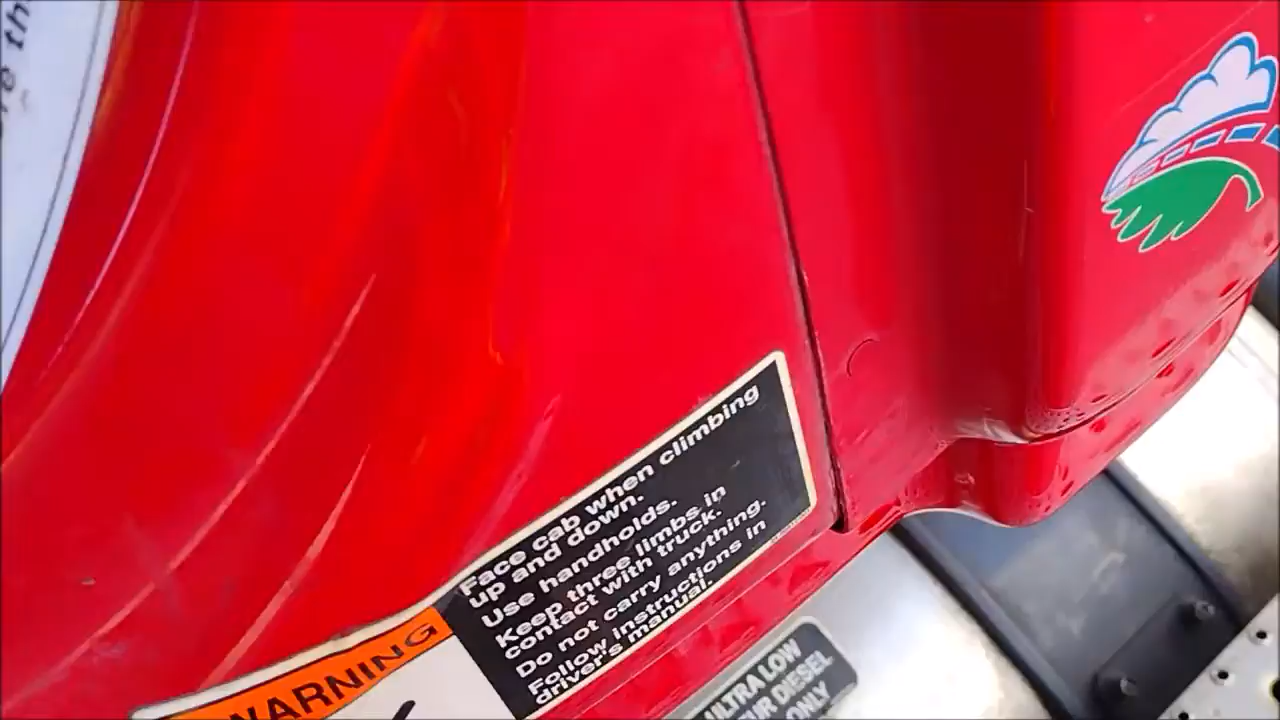 Face cab when climbing
up and down.
Use handholds.
Keep three limbs in
contact with truck.
Do not carry anything.
Follow instructions in
driver's manual.
WARNING
ULTRA LOW
DIESEL
ONLY